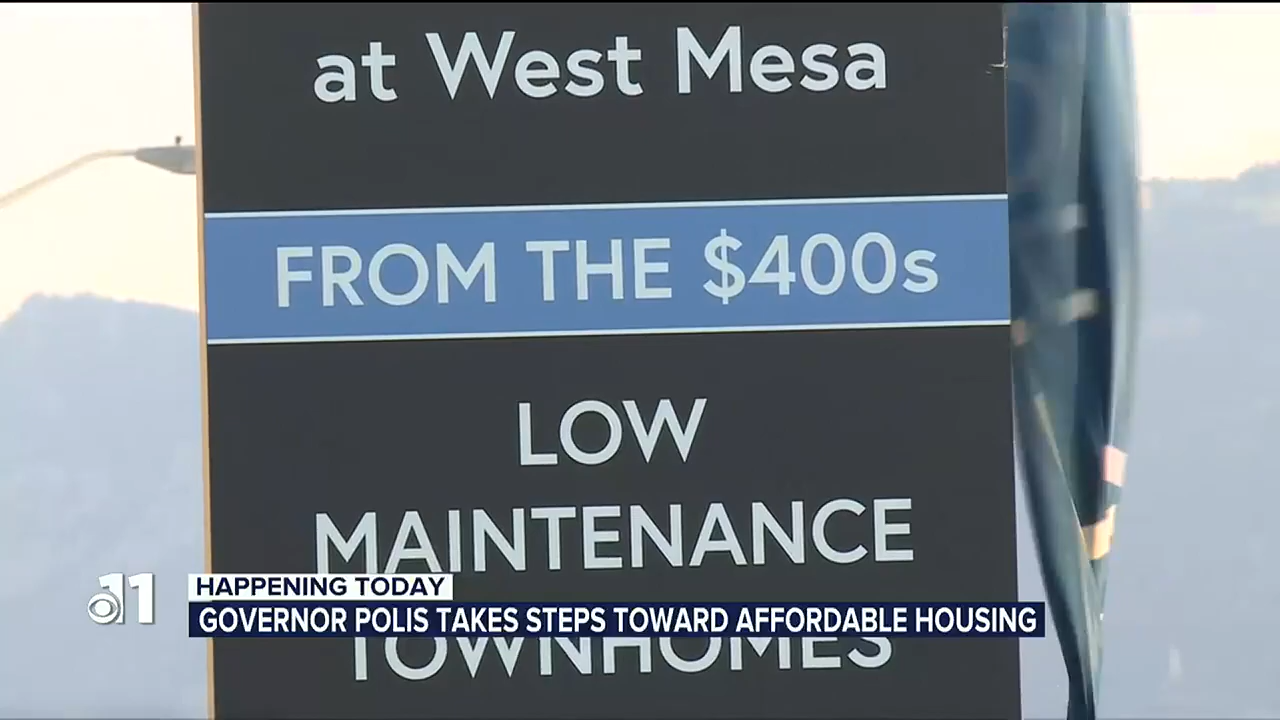 at West Mesa
FROM THE $400s
LOW
MAINTENANCE
TOWNHOMES
11
HAPPENING TODAY
GOVERNOR POLIS TAKES STEPS TOWARD AFFORDABLE HOUSING